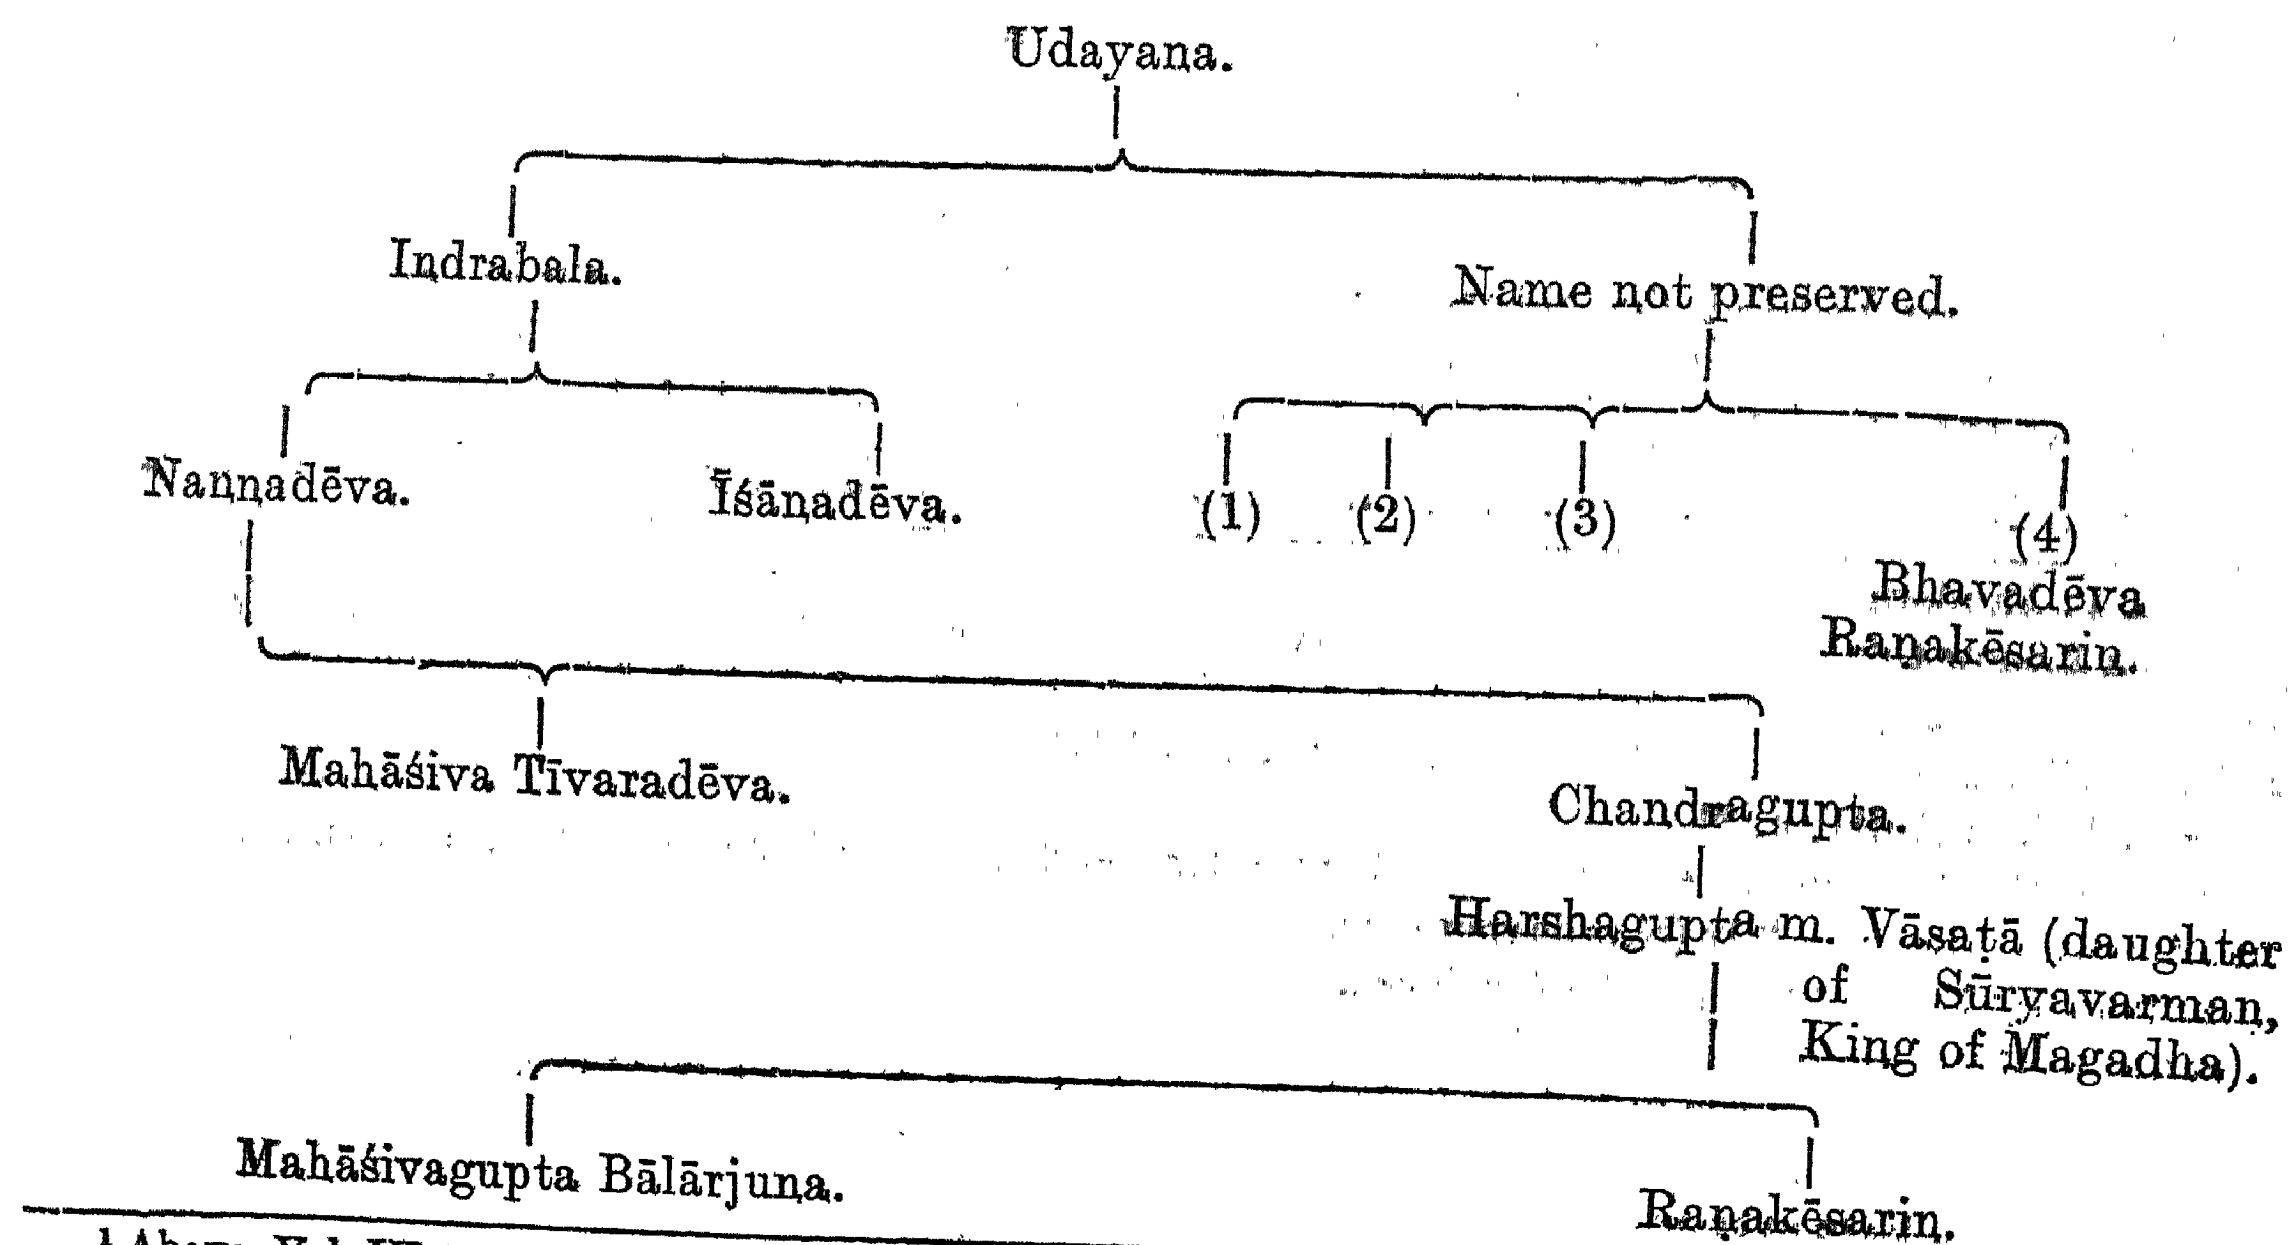 Udayana.
Indrabala.
Name not preserved.
Nannadēva.
Īśānadēva.
(1) (2) (3) (4)
Bhavadēva
Raṇakēsarin.
Mahāśiva Tīvaradēva.
Chandragupta.
Harshagupta m. Vāsaṭā (daughter
of Sūryavarman,
King of Magadha).
Mahāśivagupta Bālārjuna.
Raṇakēsarin.